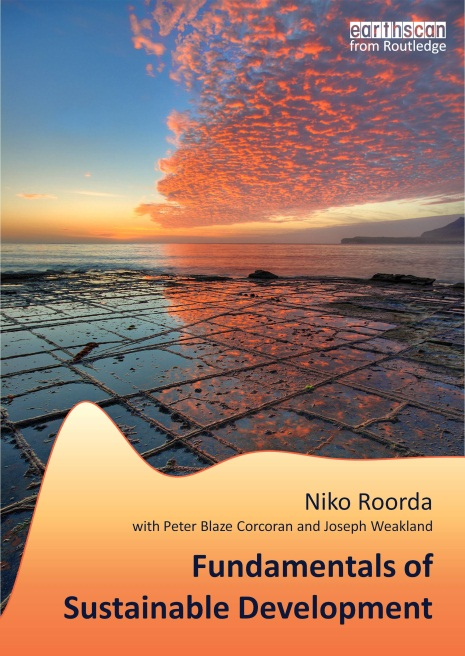 earthscan
from Routledge
Niko Roorda
with Peter Blaze Corcoran and Joseph Weakland
Fundamentals of
Sustainable Development